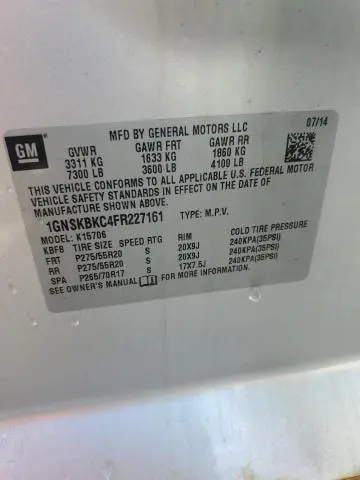 GM
MFD BY GENERAL MOTORS LLC 07/14
GVWR GAWR FRT GAWR RR
3311 KG 1633 KG 1860 KG
7300 LB 3600 LB 4100 LB
THIS VEHICLE CONFORMS TO ALL APPLICABLE U.S. FEDERAL MOTOR
VEHICLE SAFETY STANDARDS IN EFFECT ON THE DATE OF
MANUFACTURE SHOWN ABOVE.
1GNSKBKC4FR227161 TYPE: M.P.V.
MODEL: K15706
KBFB TIRE SIZE SPEED RTG RIM COLD TIRE PRESSURE
FRT P275/55R20 S 20X9J 240KPA(35PSI)
RR P275/55R20 S 20X9J 240KPA(35PSI)
SPA P265/70R17 S 17X7.5J 240KPA(35PSI)
SEE OWNER'S MANUAL FOR MORE INFORMATION.